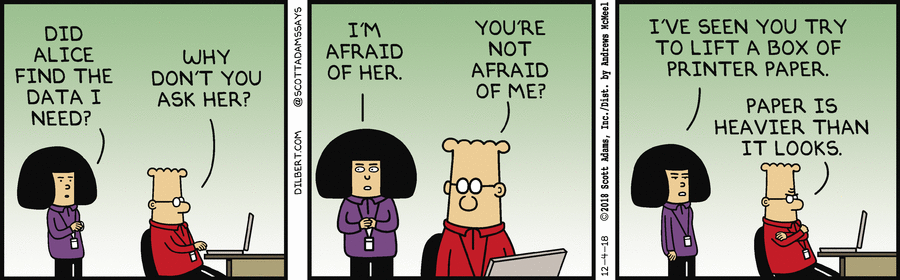 DID
ALICE
FIND THE
DATA I
NEED?
WHY
DON'T YOU
ASK HER?
DILBERT.COM @SCOTTADAMSSAYS
I'M
AFRAID
OF HER.
YOU'RE
NOT
AFRAID
OF ME?
12-4-18 ©2018 Scott Adams, Inc./Dist. by Andrews McMeel
I'VE SEEN YOU TRY
TO LIFT A BOX OF
PRINTER PAPER.
PAPER IS
HEAVIER THAN
IT LOOKS.